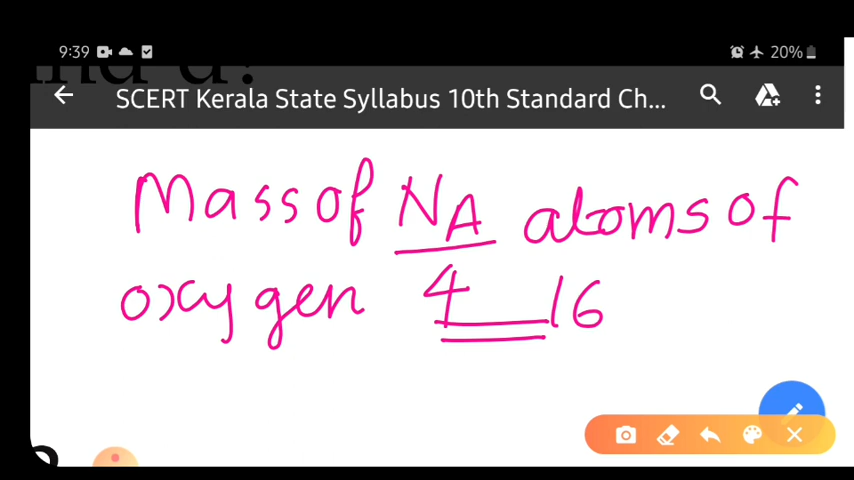 9:39
20%
SCERT Kerala State Syllabus 10th Standard Ch...
Mass of NA atoms of
oxygen 4 16